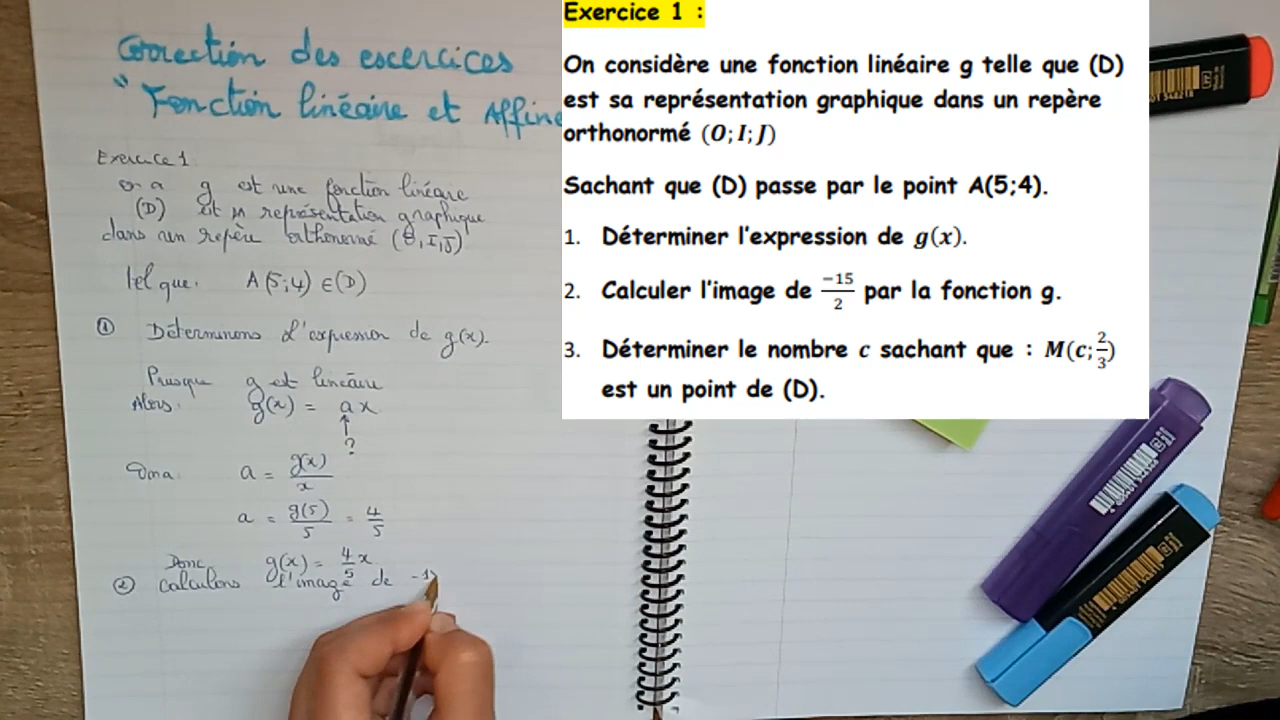 Correction des escercices
"Fonction linéaire et Affine
Exercice 1
on a g est une fonction linéaire
(D) est sa représentation graphique
dans un repère orthonormé (O,I,J)
tel que. A(5;4) ∈(D)
① Déterminons l'expression de g(x).
Pusque g est linéaire
Alors. g(x) = ax
?
Ona. a = g(x)/x
a = g(5)/5 = 4/5
Donc g(x) = 4/5 x
② calculons l'image de -1
Exercice 1 :
On considère une fonction linéaire g telle que (D)
est sa représentation graphique dans un repère
orthonormé (O; I; J)
Sachant que (D) passe par le point A(5;4).
1. Déterminer l'expression de g(x).
2. Calculer l'image de -15/2 par la fonction g.
3. Déterminer le nombre c sachant que : M(c; 2/3)
est un point de (D).